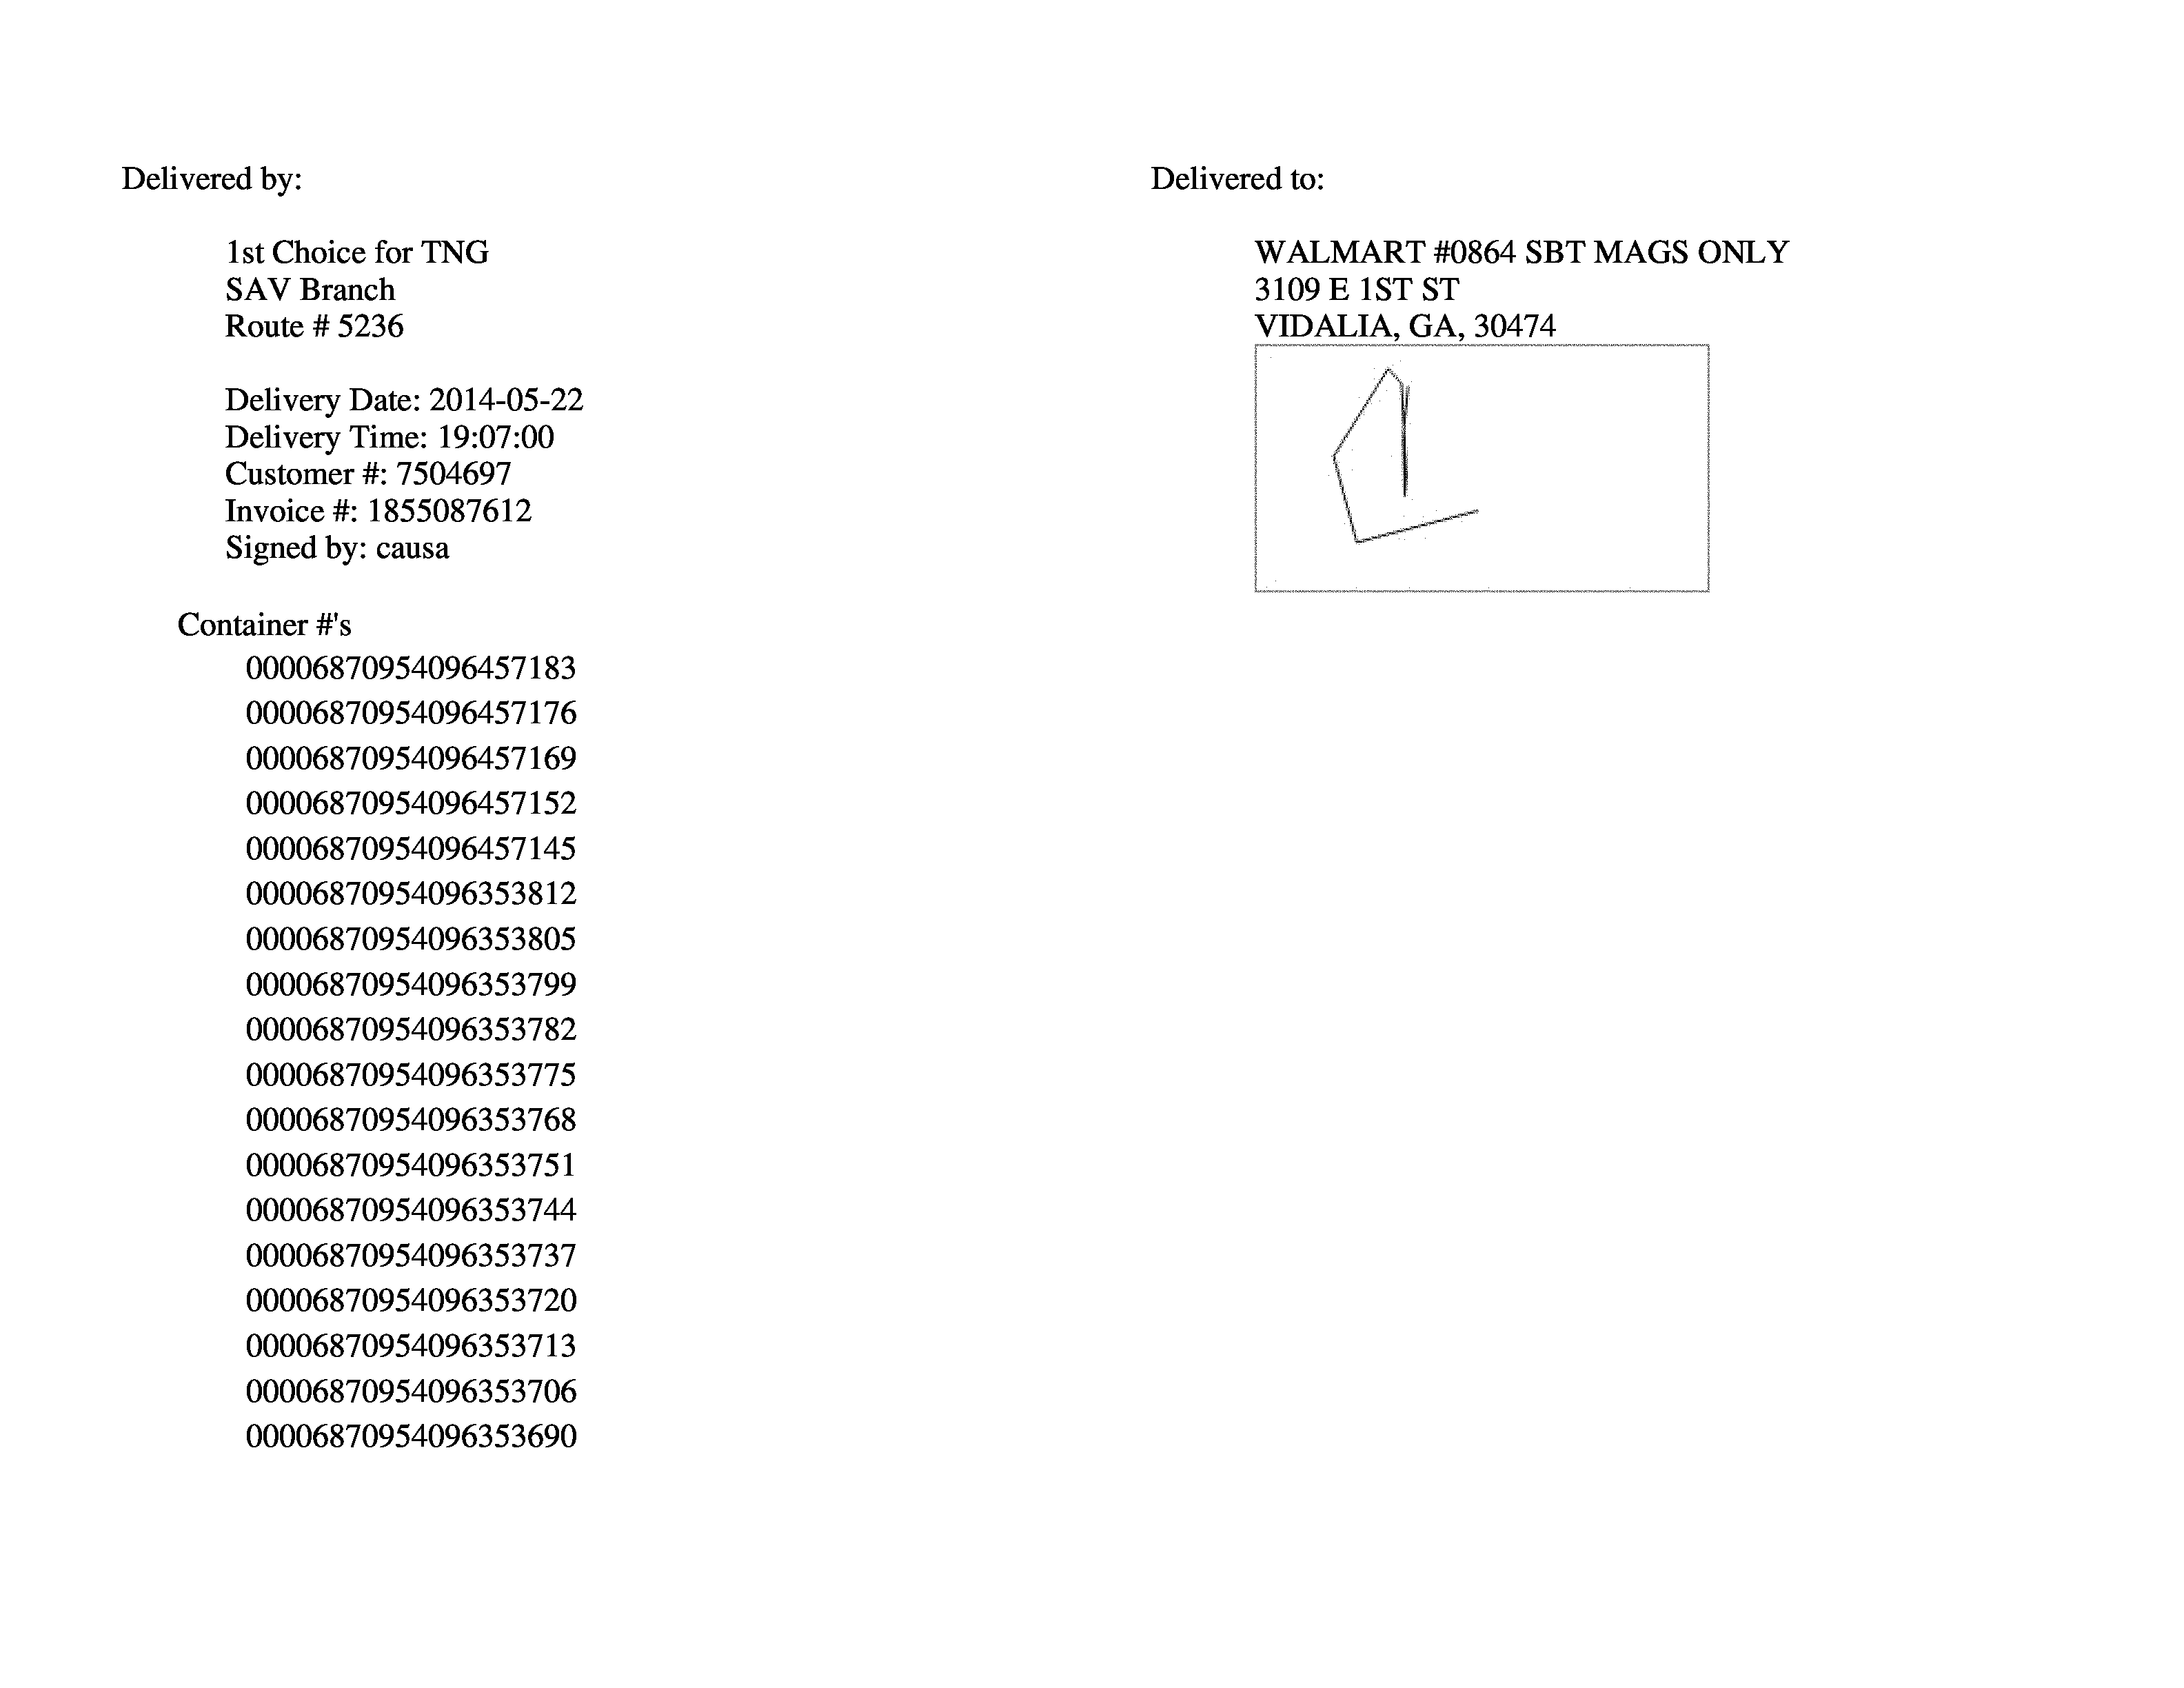 Delivered by:
1st Choice for TNG
SAV Branch
Route # 5236
Delivery Date: 2014-05-22
Delivery Time: 19:07:00
Customer #: 7504697
Invoice #: 1855087612
Signed by: causa
Container #'s
00006870954096457183
00006870954096457176
00006870954096457169
00006870954096457152
00006870954096457145
00006870954096353812
00006870954096353805
00006870954096353799
00006870954096353782
00006870954096353775
00006870954096353768
00006870954096353751
00006870954096353744
00006870954096353737
00006870954096353720
00006870954096353713
00006870954096353706
00006870954096353690
Delivered to:
WALMART #0864 SBT MAGS ONLY
3109 E 1ST ST
VIDALIA, GA, 30474